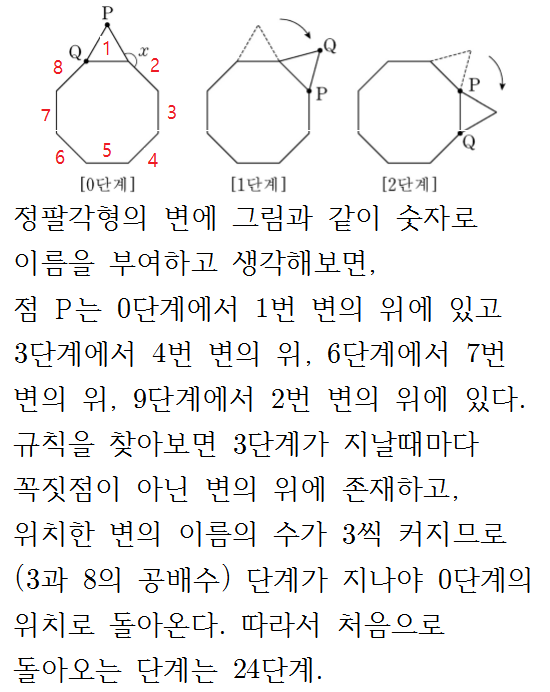 P
Q 1 x
8 2
7 3
6 5 4
[0단계]
Q
P
[1단계]
P
Q
[2단계]
정팔각형의 변에 그림과 같이 숫자로
이름을 부여하고 생각해보면,
점 P는 0단계에서 1번 변의 위에 있고
3단계에서 4번 변의 위, 6단계에서 7번
변의 위, 9단계에서 2번 변의 위에 있다.
규칙을 찾아보면 3단계가 지날때마다
꼭짓점이 아닌 변의 위에 존재하고,
위치한 변의 이름의 수가 3씩 커지므로
(3과 8의 공배수) 단계가 지나야 0단계의
위치로 돌아온다. 따라서 처음으로
돌아오는 단계는 24단계.